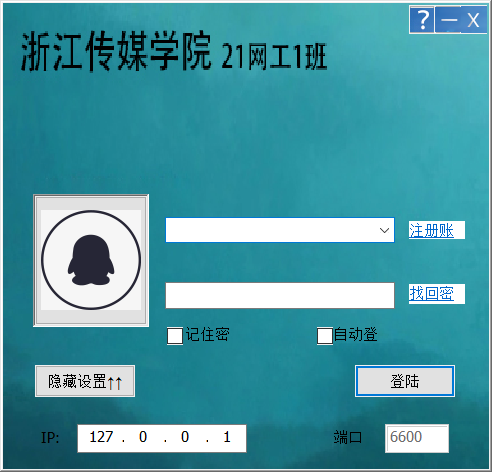 ? — X
浙江传媒学院 21网工1班
注册账
找回密
记住密 自动登
隐藏设置↑↑ 登陆
IP: 127 . 0 . 0 . 1 端口 6600